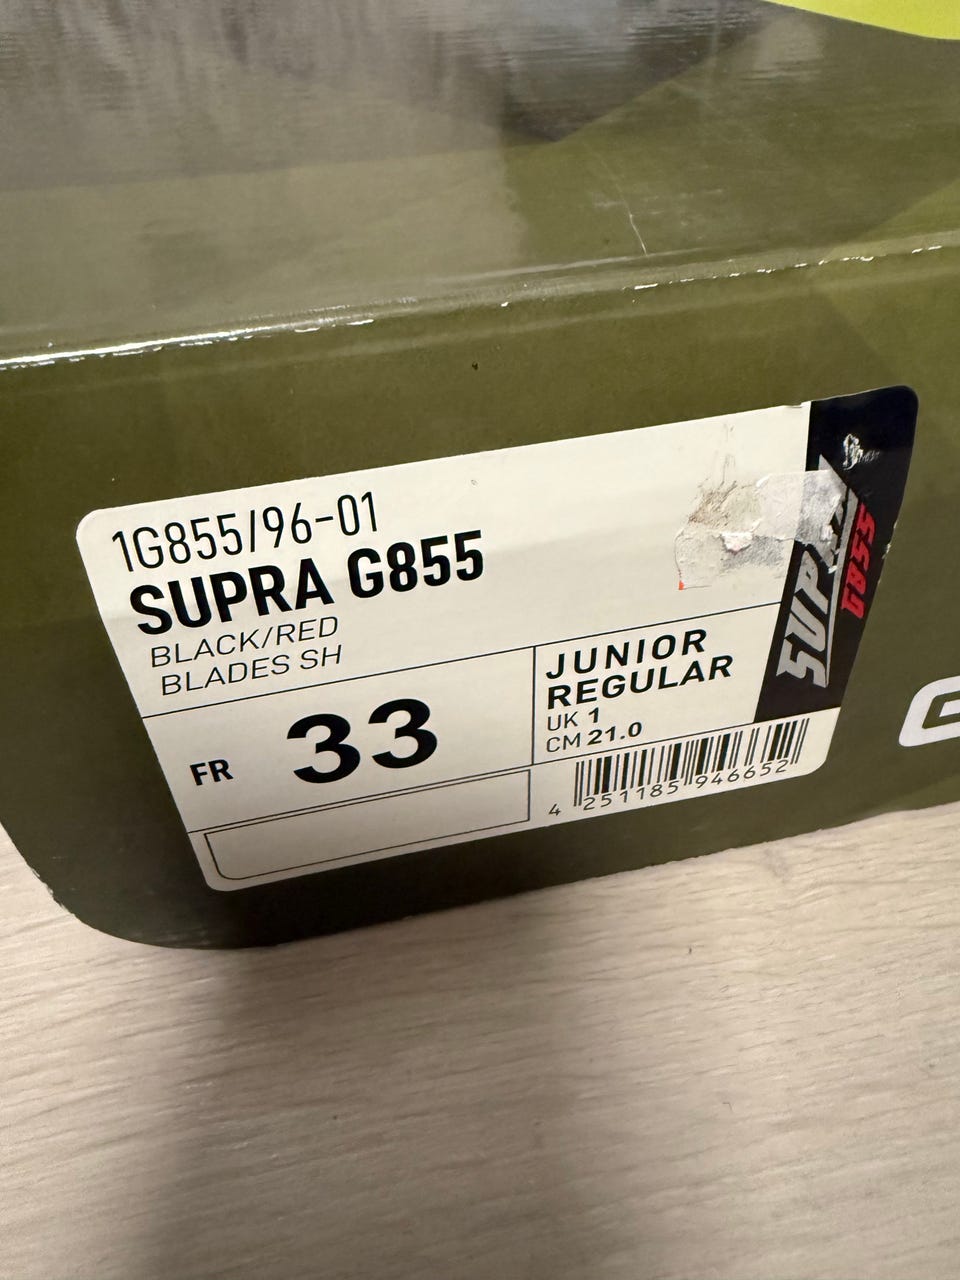 1G855/96-01
SUPRA G855
BLACK/RED
BLADES SH
FR 33
JUNIOR
REGULAR
UK 1
CM 21.0
4 251185 946652
G855